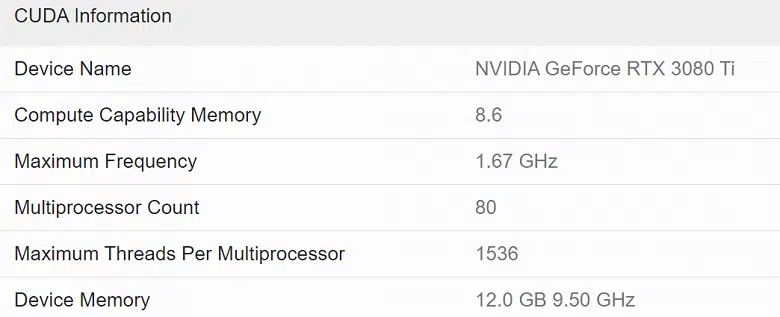 CUDA Information
Device Name NVIDIA GeForce RTX 3080 Ti
Compute Capability Memory 8.6
Maximum Frequency 1.67 GHz
Multiprocessor Count 80
Maximum Threads Per Multiprocessor 1536
Device Memory 12.0 GB 9.50 GHz